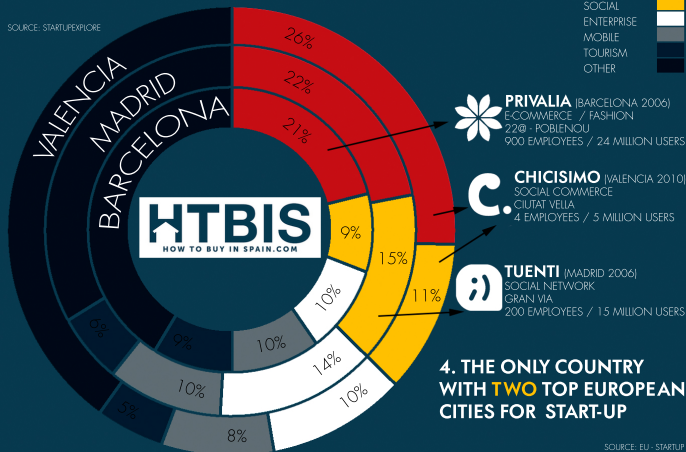 SOURCE: STARTUPEXPLORE
SOCIAL
ENTERPRISE
MOBILE
TOURISM
OTHER
VALENCIA
MADRID
BARCELONA
26%
22%
21%
9%
15%
11%
10%
14%
10%
10%
10%
8%
9%
6%
5%
HTBIS
HOW TO BUY IN SPAIN.COM
PRIVALIA (BARCELONA 2006)
E-COMMERCE / FASHION
22@ - POBLENOU
900 EMPLOYEES / 24 MILLION USERS
C.
CHICISIMO (VALENCIA 2010)
SOCIAL COMMERCE
CIUTAT VELLA
4 EMPLOYEES / 5 MILLION USERS
TUENTI (MADRID 2006)
SOCIAL NETWORK
GRAN VIA
200 EMPLOYEES / 15 MILLION USERS
4. THE ONLY COUNTRY
WITH TWO TOP EUROPEAN
CITIES FOR START-UP
SOURCE: EU - STARTUP